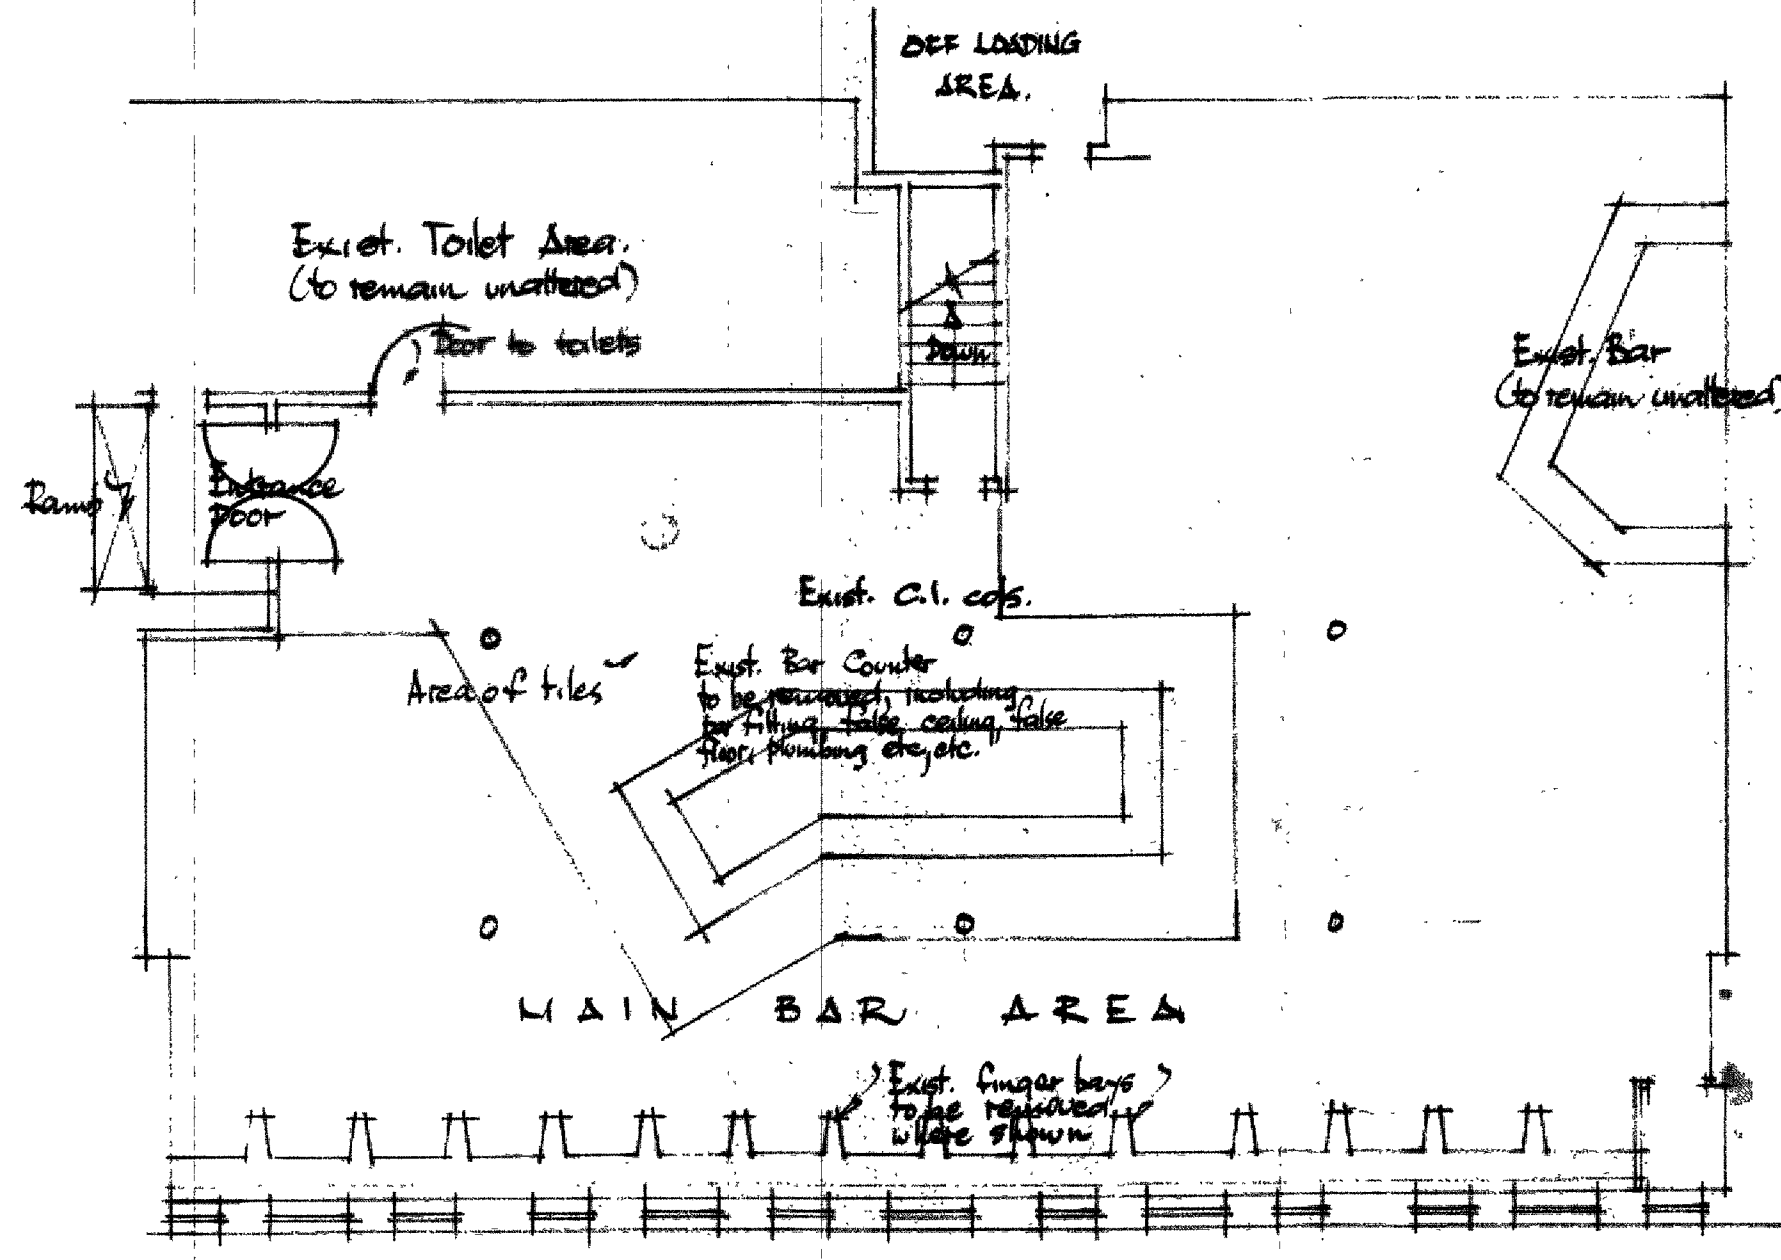 OFF LOADING
AREA.
Exist. Toilet Area.
(to remain unaltered)
Door to toilets
Down
Exist. Bar
(to remain unaltered)
Ramp
Entrance
Door
Exist. C.I. cols.
Area of tiles
Exist. Bar Counter
to be removed, including
bar fitting, false ceiling, false
floor, plumbing etc, etc.
MAIN BAR AREA
Exist. finger bays
to be removed
where shown